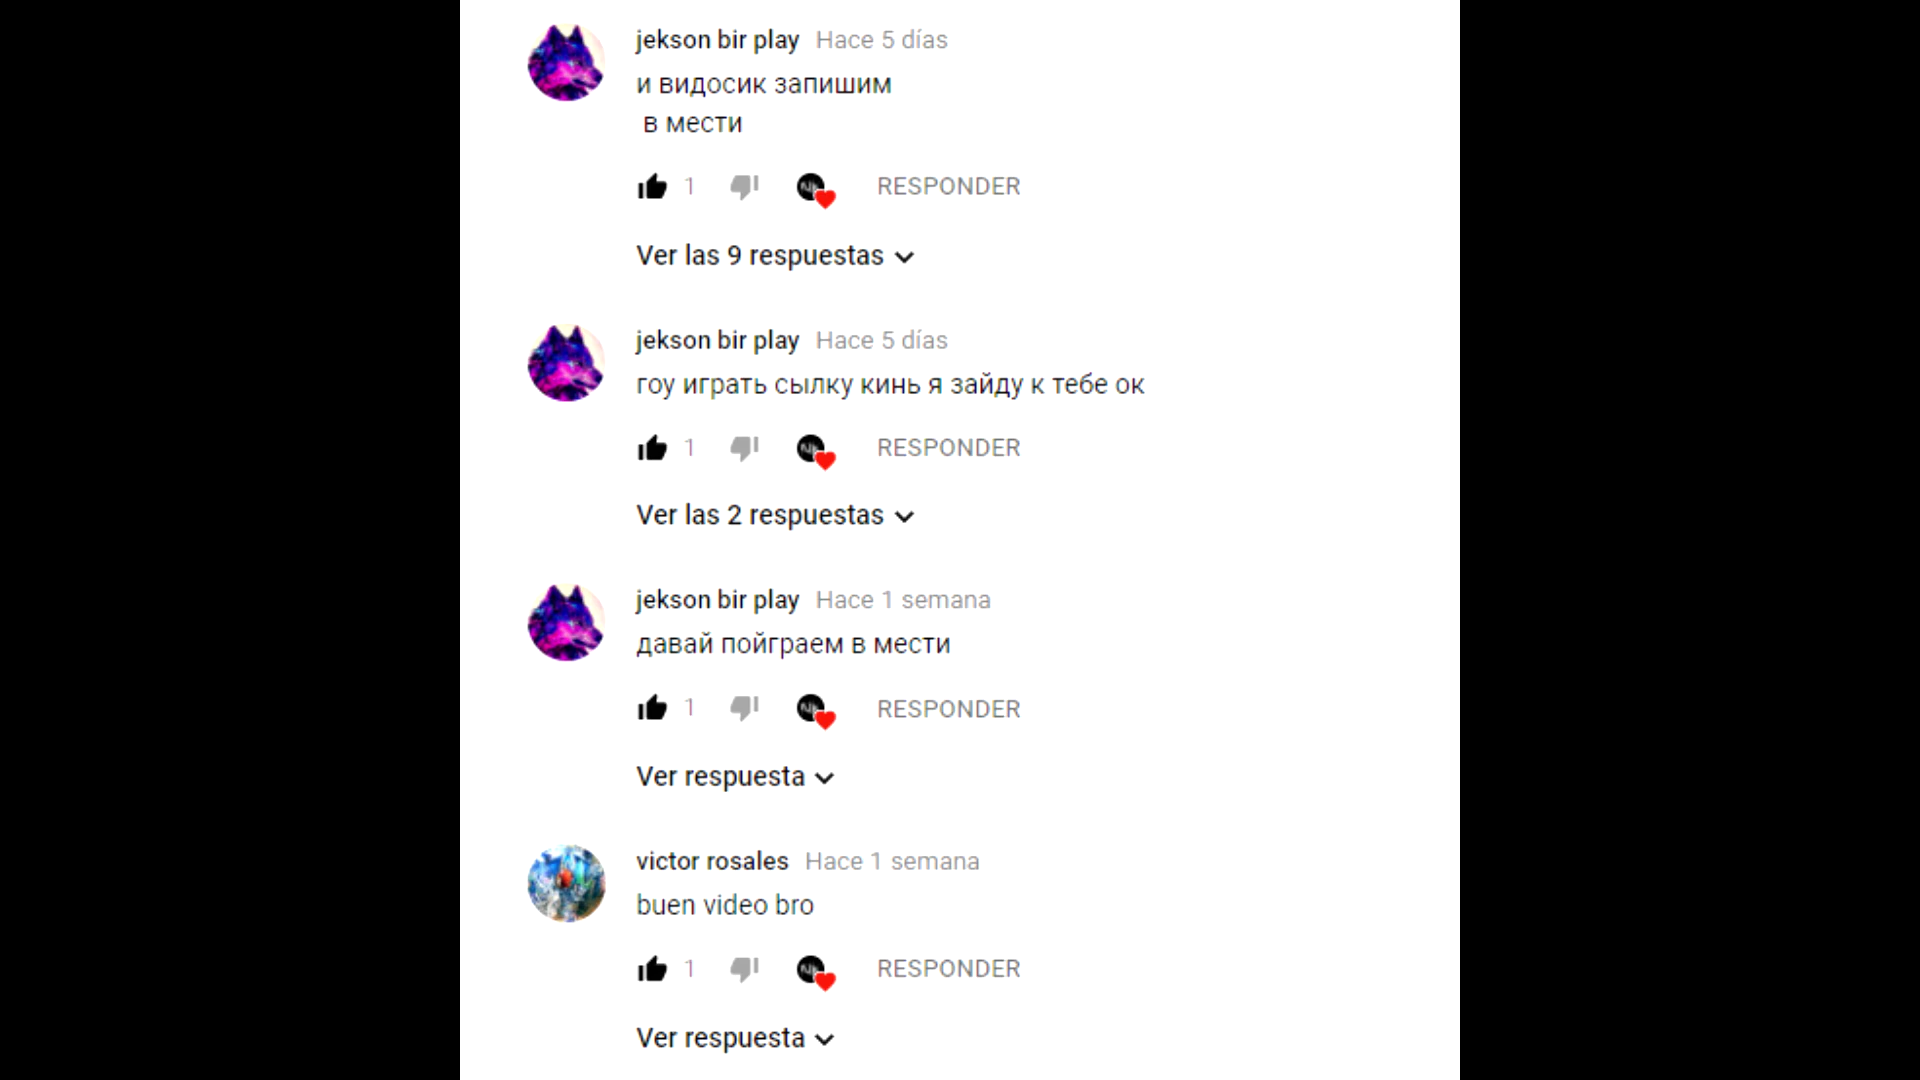 jekson bir play Hace 5 días
и видосик запишим
в мести
1 RESPONDER
Ver las 9 respuestas
jekson bir play Hace 5 días
гоу играть сылку кинь я зайду к тебе ок
1 RESPONDER
Ver las 2 respuestas
jekson bir play Hace 1 semana
давай пойграем в мести
1 RESPONDER
Ver respuesta
victor rosales Hace 1 semana
buen video bro
1 RESPONDER
Ver respuesta